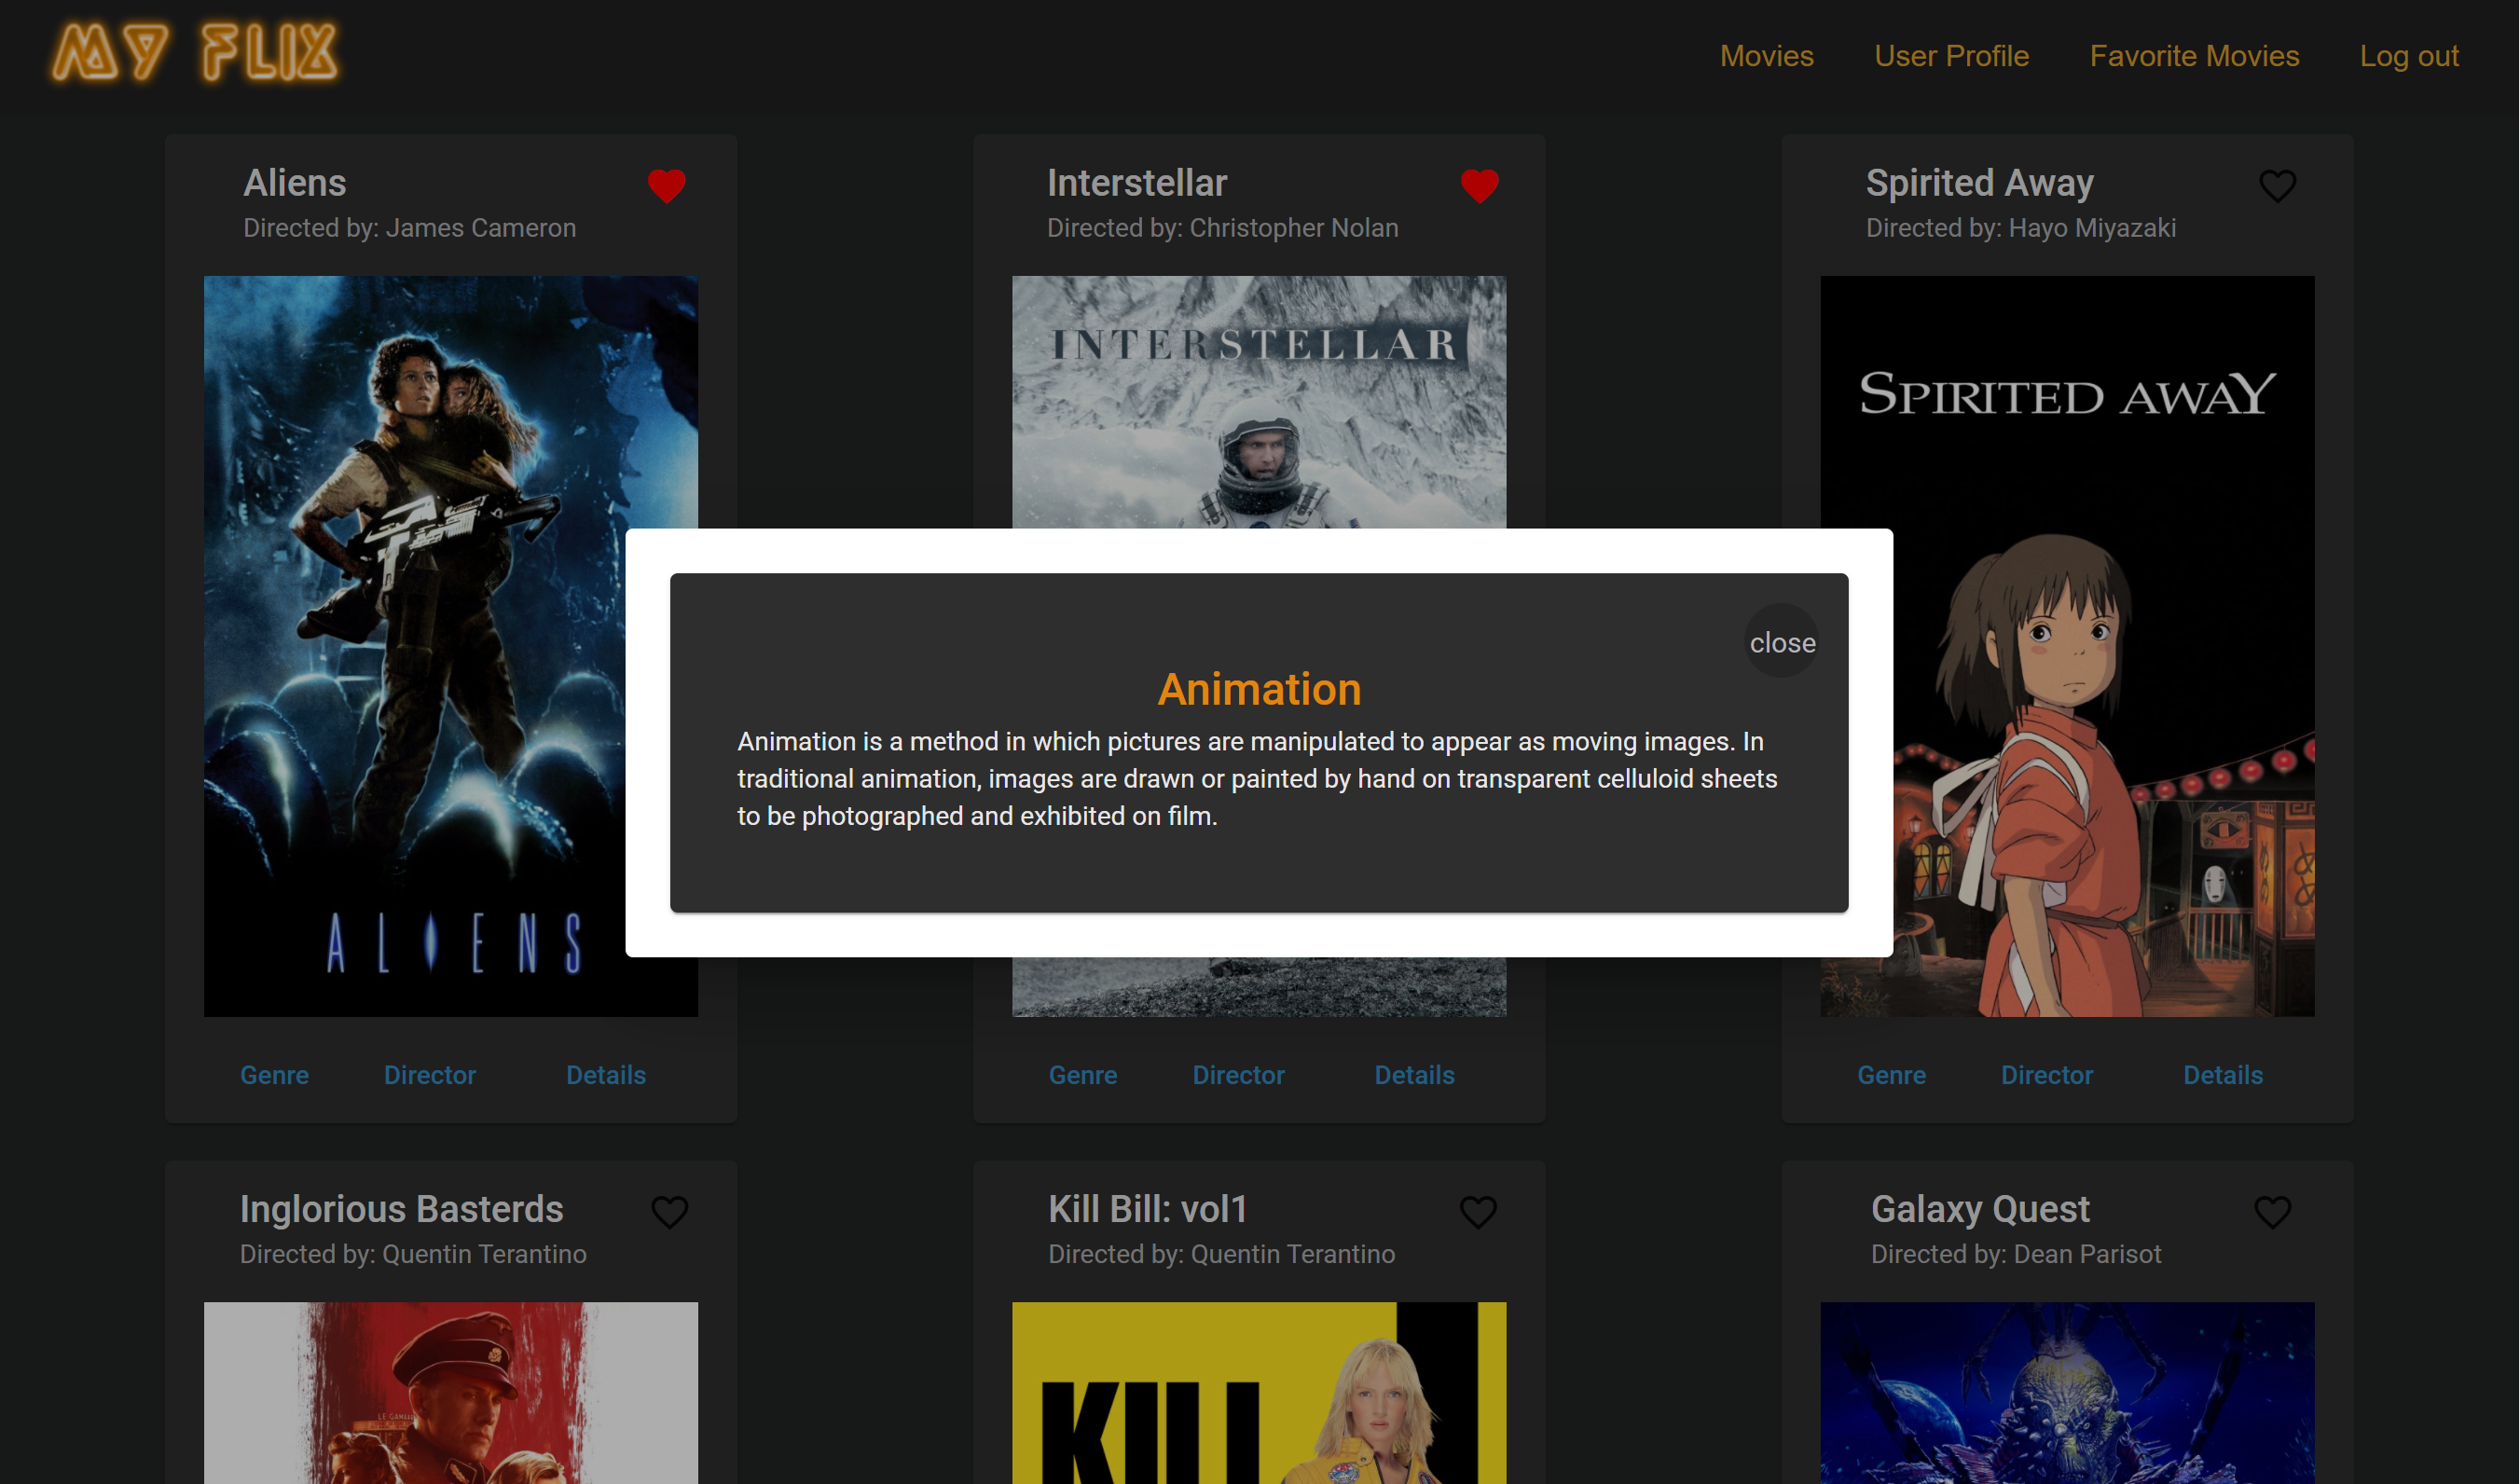 MY FLIX
Movies User Profile Favorite Movies Log out
Aliens
Directed by: James Cameron
Interstellar
Directed by: Christopher Nolan
Spirited Away
Directed by: Hayo Miyazaki
INTERSTELLAR
SPIRITED AWAY
close
Animation
Animation is a method in which pictures are manipulated to appear as moving images. In
traditional animation, images are drawn or painted by hand on transparent celluloid sheets
to be photographed and exhibited on film.
ALIENS
Genre Director Details
Genre Director Details
Genre Director Details
Inglorious Basterds
Directed by: Quentin Terantino
Kill Bill: vol1
Directed by: Quentin Terantino
Galaxy Quest
Directed by: Dean Parisot
LE GAMAAR
KILL